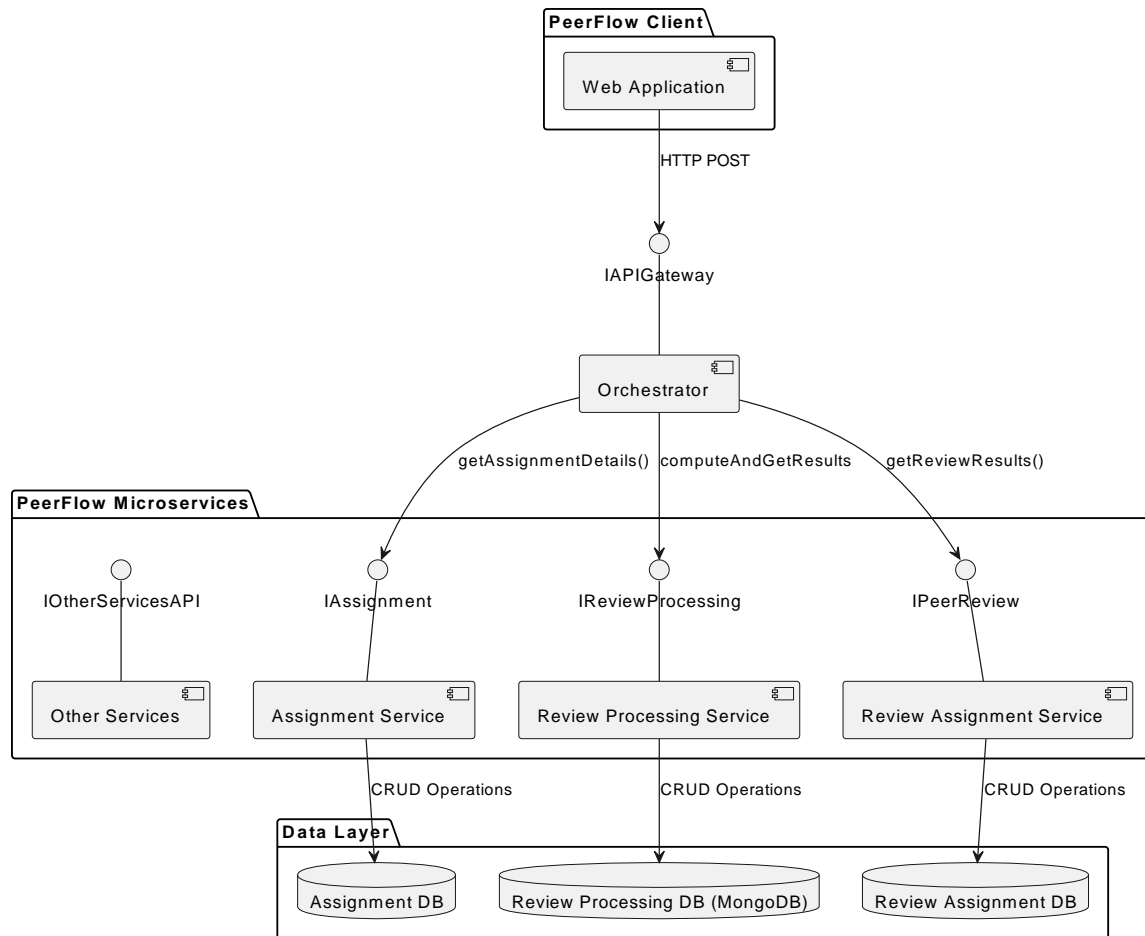 PeerFlow Client
Web Application
HTTP POST
IAPIGateway
Orchestrator
getAssignmentDetails()
computeAndGetResults
getReviewResults()
PeerFlow Microservices
IOtherServicesAPI
IAssignment
IReviewProcessing
IPeerReview
Other Services
Assignment Service
Review Processing Service
Review Assignment Service
CRUD Operations
CRUD Operations
CRUD Operations
Data Layer
Assignment DB
Review Processing DB (MongoDB)
Review Assignment DB